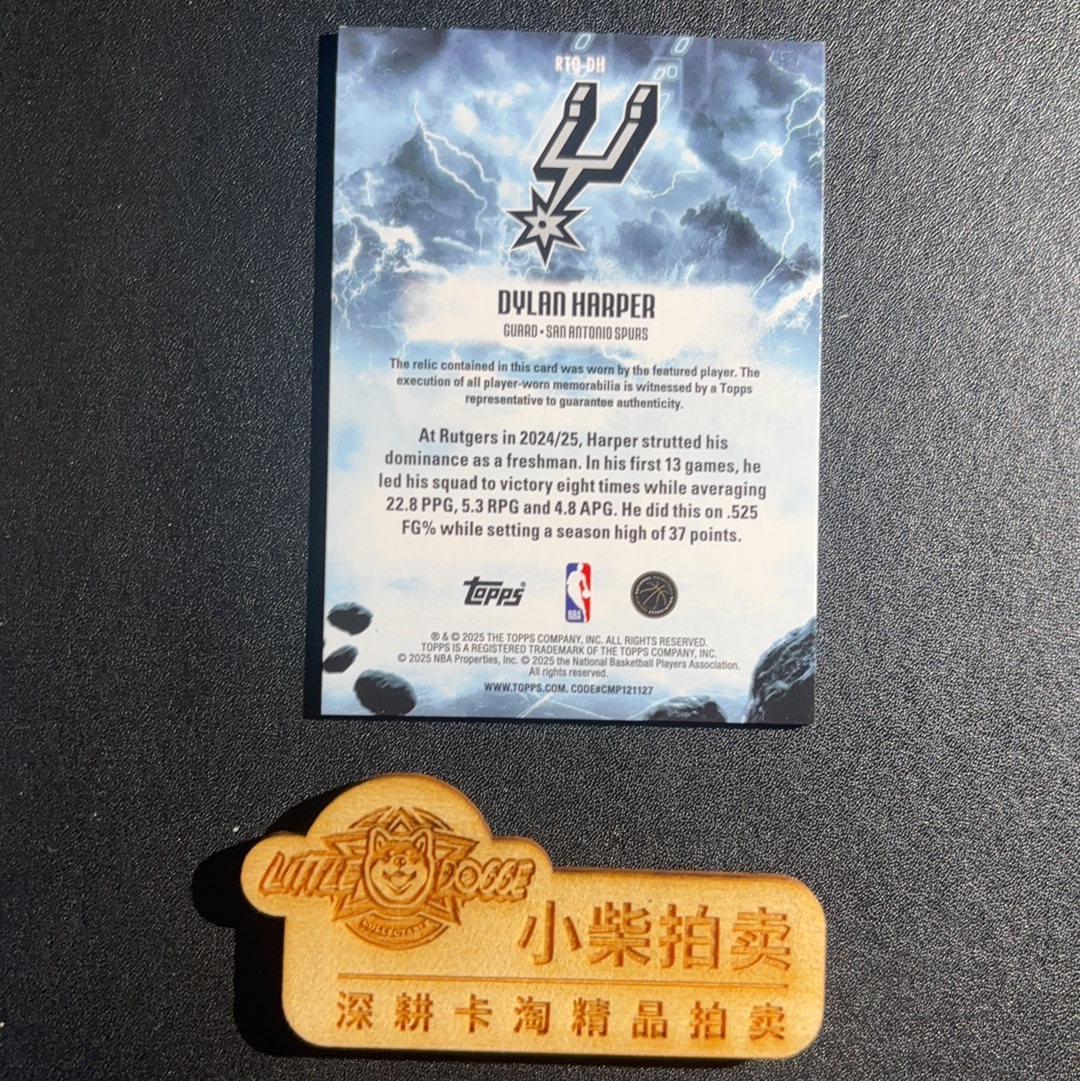 RTO-DH
DYLAN HARPER
GUARD • SAN ANTONIO SPURS
The relic contained in this card was worn by the featured player. The
execution of all player-worn memorabilia is witnessed by a Topps
representative to guarantee authenticity.
At Rutgers in 2024/25, Harper strutted his
dominance as a freshman. In his first 13 games, he
led his squad to victory eight times while averaging
22.8 PPG, 5.3 RPG and 4.8 APG. He did this on .525
FG% while setting a season high of 37 points.
Topps®
NBA
® & © 2025 THE TOPPS COMPANY, INC. ALL RIGHTS RESERVED.
TOPPS IS A REGISTERED TRADEMARK OF THE TOPPS COMPANY, INC.
© 2025 NBA Properties, Inc. © 2025 the National Basketball Players Association.
All rights reserved.
WWW.TOPPS.COM. CODE#CMP121127
LITTLE DOGGE
COLLECTABLE
小柴拍卖
深耕卡淘精品拍卖